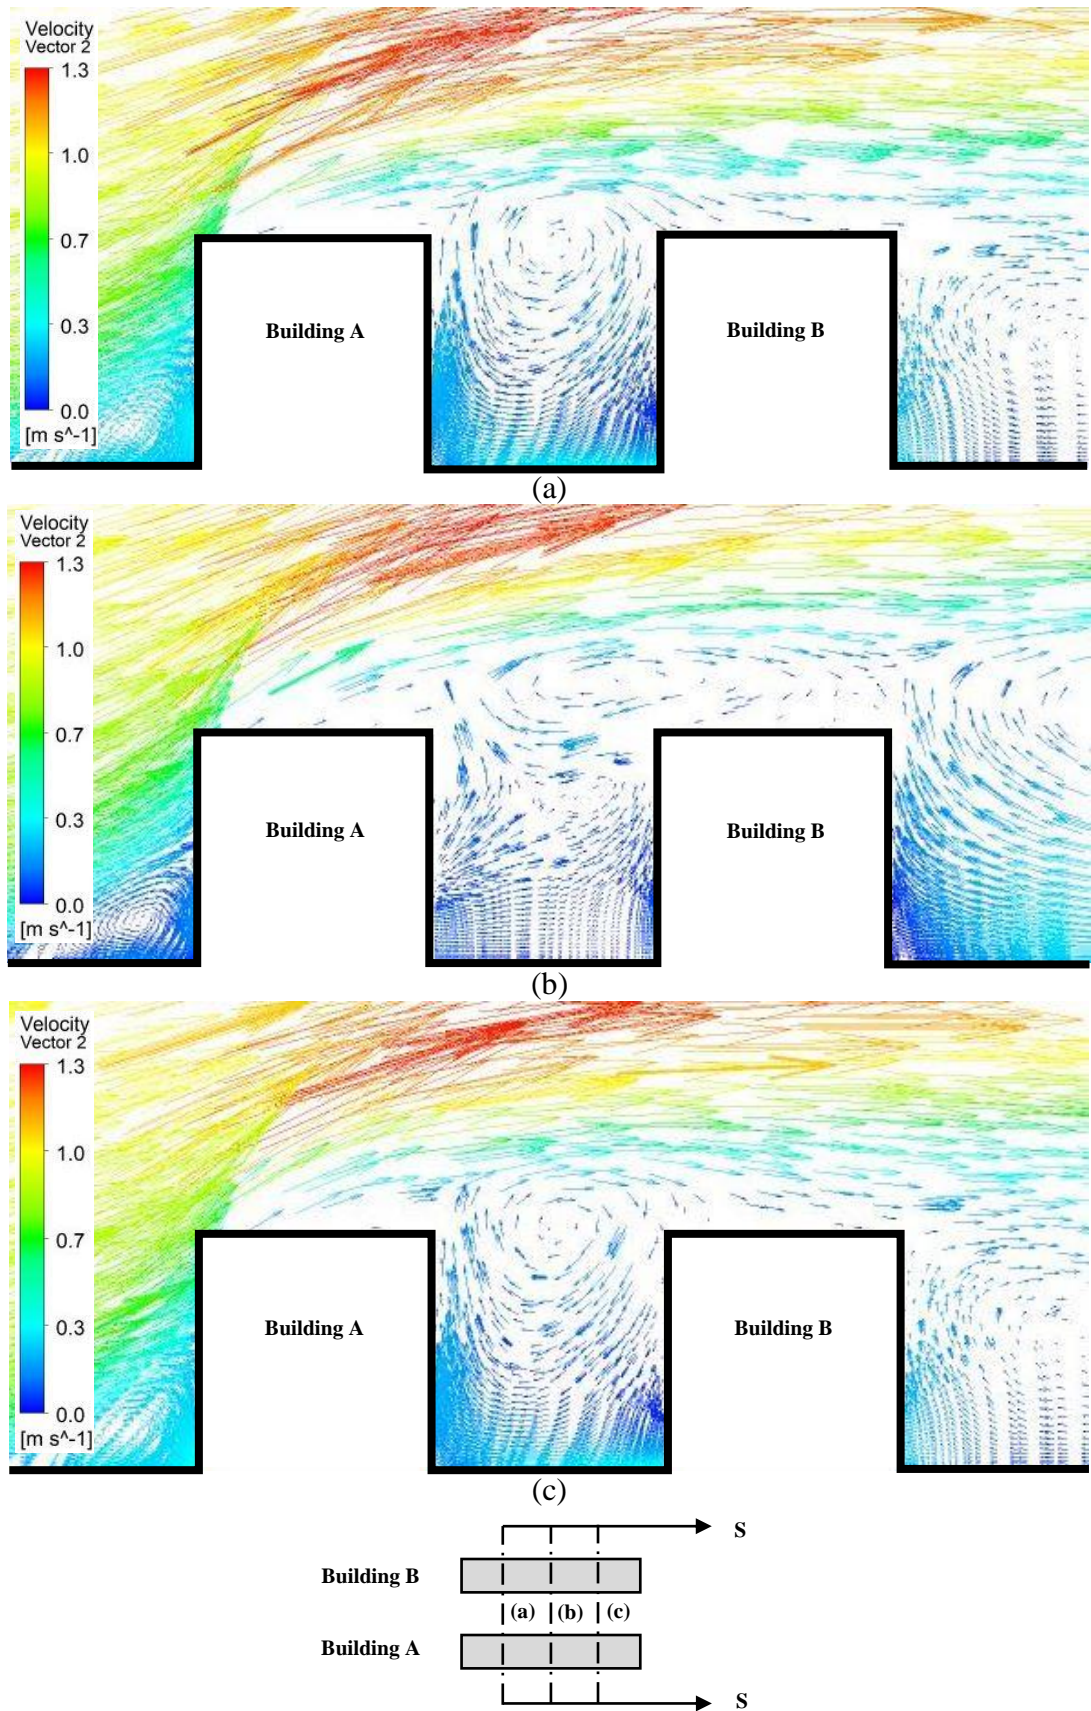 Velocity
Vector 2
1.3
1.0
0.7
0.3
0.0
[m s^-1]
Building A
Building B
(a)
Velocity
Vector 2
1.3
1.0
0.7
0.3
0.0
[m s^-1]
Building A
Building B
(b)
Velocity
Vector 2
1.3
1.0
0.7
0.3
0.0
[m s^-1]
Building A
Building B
(c)
S
Building B
(a) (b) (c)
Building A
S